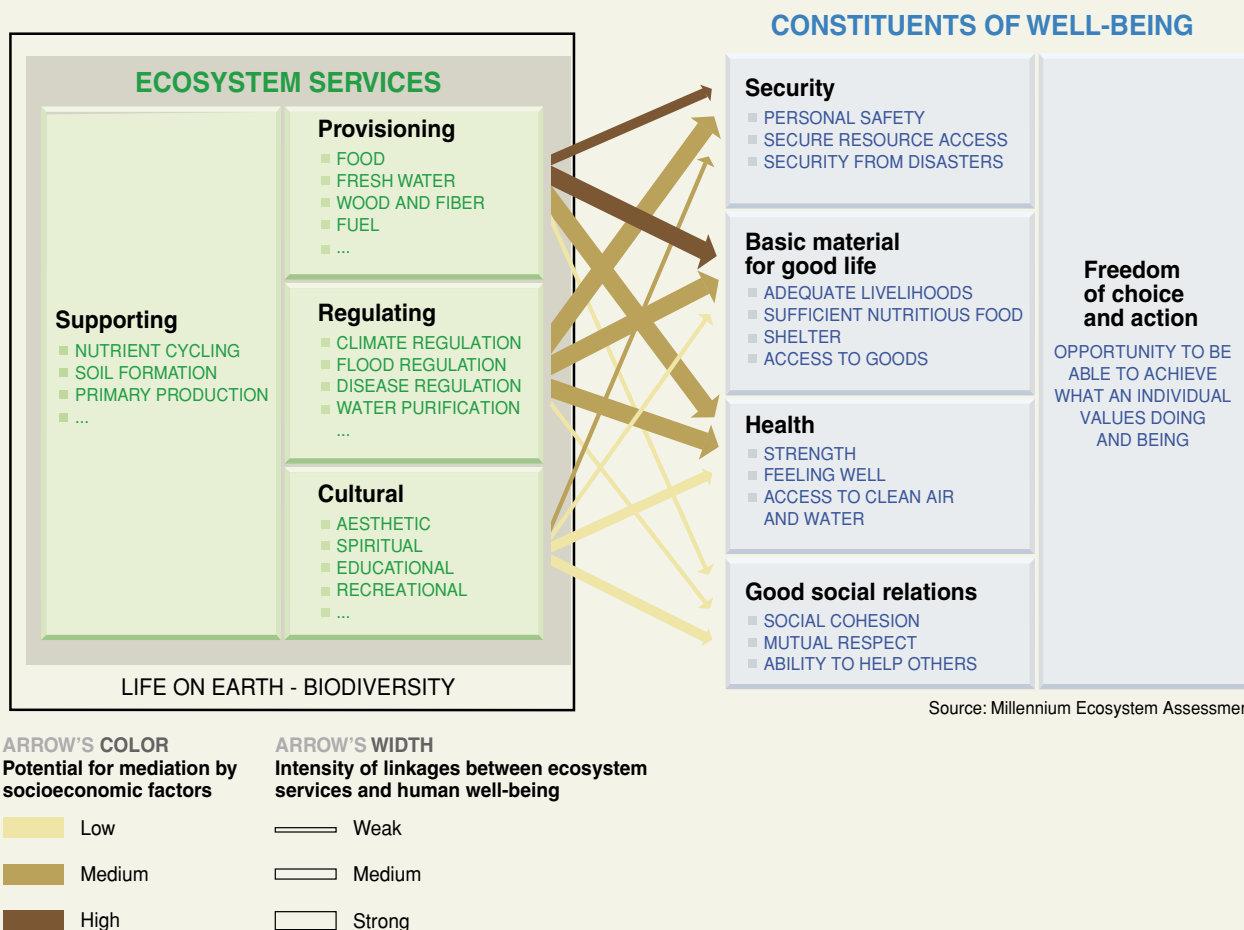 CONSTITUENTS OF WELL-BEING
ECOSYSTEM SERVICES
Supporting
NUTRIENT CYCLING
SOIL FORMATION
PRIMARY PRODUCTION
...
Provisioning
FOOD
FRESH WATER
WOOD AND FIBER
FUEL
...
Regulating
CLIMATE REGULATION
FLOOD REGULATION
DISEASE REGULATION
WATER PURIFICATION
...
Cultural
AESTHETIC
SPIRITUAL
EDUCATIONAL
RECREATIONAL
...
LIFE ON EARTH - BIODIVERSITY
Security
PERSONAL SAFETY
SECURE RESOURCE ACCESS
SECURITY FROM DISASTERS
Basic material
for good life
ADEQUATE LIVELIHOODS
SUFFICIENT NUTRITIOUS FOOD
SHELTER
ACCESS TO GOODS
Health
STRENGTH
FEELING WELL
ACCESS TO CLEAN AIR
AND WATER
Good social relations
SOCIAL COHESION
MUTUAL RESPECT
ABILITY TO HELP OTHERS
Freedom
of choice
and action
OPPORTUNITY TO BE
ABLE TO ACHIEVE
WHAT AN INDIVIDUAL
VALUES DOING
AND BEING
Source: Millennium Ecosystem Assessmen
ARROW'S COLOR
Potential for mediation by
socioeconomic factors
Low
Medium
High
ARROW'S WIDTH
Intensity of linkages between ecosystem
services and human well-being
Weak
Medium
Strong